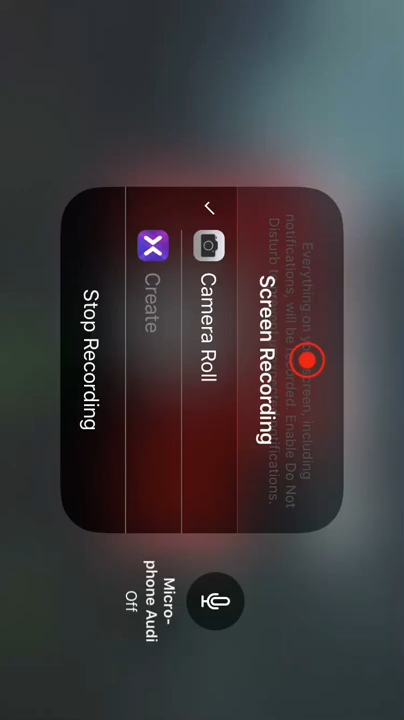 Everything on your screen, including
notifications, will be recorded. Enable Do Not
Disturb to prevent unexpected notifications.
Screen Recording
Camera Roll
Create
Stop Recording
Micro-
phone Audi
Off